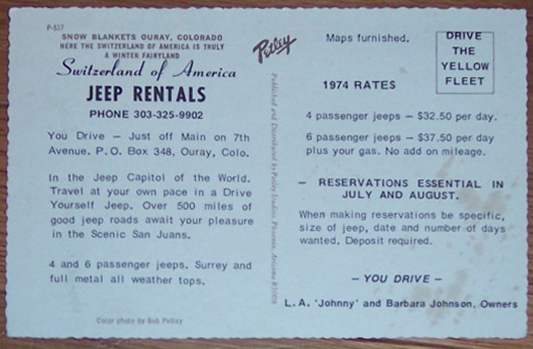 P-517
SNOW BLANKETS OURAY, COLORADO
HERE THE SWITZERLAND OF AMERICA IS TRULY
A WINTER FAIRYLAND
Switzerland of America
JEEP RENTALS
PHONE 303-325-9902
You Drive — Just off Main on 7th
Avenue. P.O. Box 348, Ouray, Colo.
In the Jeep Capitol of the World.
Travel at your own pace in a Drive
Yourself Jeep. Over 500 miles of
good jeep roads await your pleasure
in the Scenic San Juans.
4 and 6 passenger jeeps. Surrey and
full metal all weather tops.
Color photo by Bob Petley
Petley
Published and Distributed by Petley Studios, Phoenix, Arizona
Maps furnished.
DRIVE
THE
YELLOW
FLEET
1974 RATES
4 passenger jeeps — $32.50 per day.
6 passenger jeeps — $37.50 per day
plus your gas. No add on mileage.
— RESERVATIONS ESSENTIAL IN
JULY AND AUGUST.
When making reservations be specific,
size of jeep, date and number of days
wanted. Deposit required.
— YOU DRIVE —
L.A. 'Johnny' and Barbara Johnson, Owners